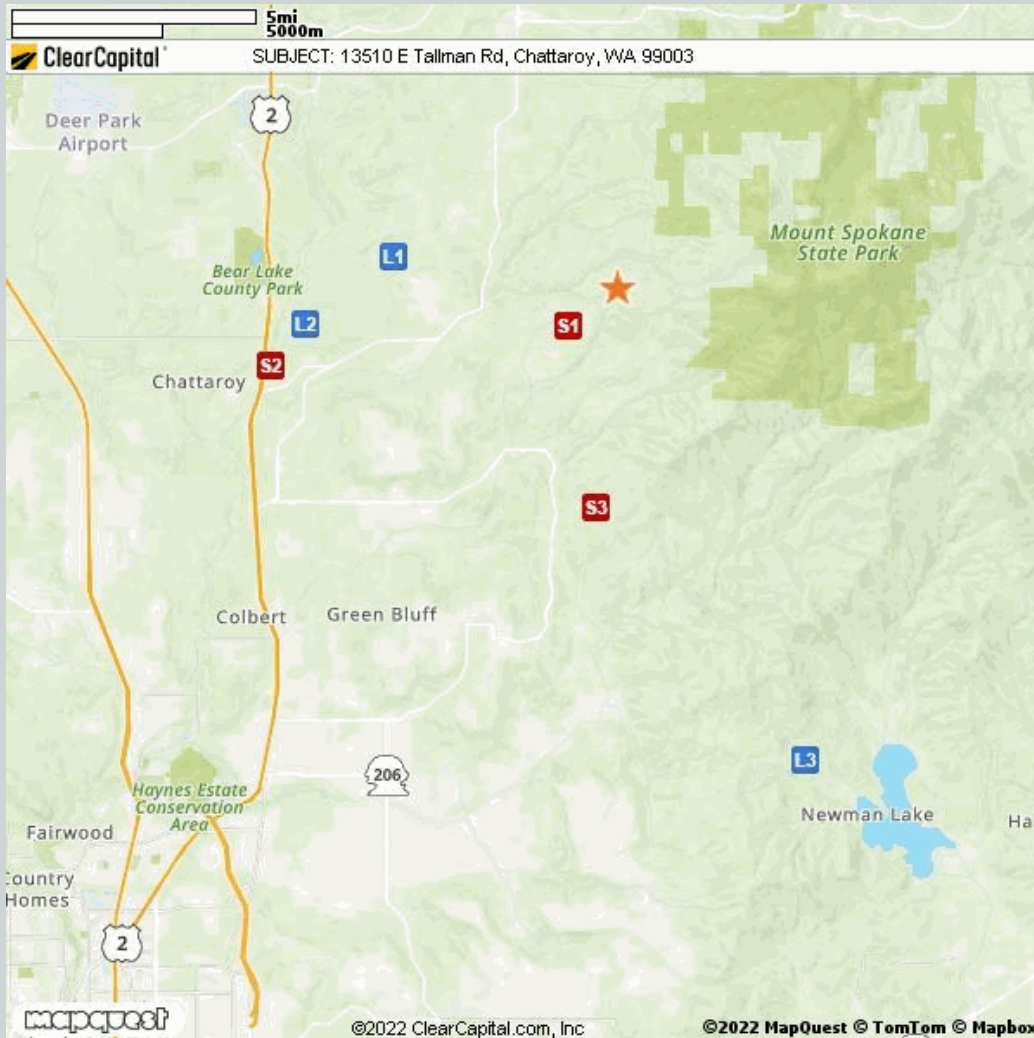 5mi
5000m
ClearCapital
SUBJECT: 13510 E Tallman Rd, Chattaroy, WA 99003
2
Deer Park
Airport
Mount Spokane
State Park
L1
Bear Lake
County Park
L2
S1
S2
Chattaroy
S3
Colbert
Green Bluff
L3
206
Haynes Estate
Conservation
Area
Newman Lake
Ha
Fairwood
Country
Homes
2
mapquest
©2022 ClearCapital.com, Inc
©2022 MapQuest © TomTom © Mapbox